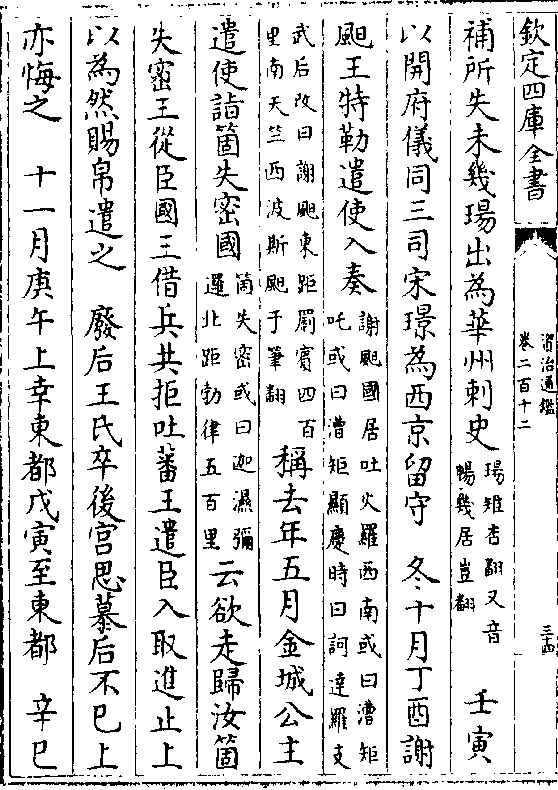 欽定四庫全書
資治通鑑
卷二百十二
三十四
補所失未幾瑒出為華州刺史
瑒雉杏翻又音
暢幾居豈翻
壬寅
以開府儀同三司宋璟為西京留守　冬十月丁酉謝
䫻王特勒遣使入奏
謝䫻國居吐火羅西南或曰漕矩
吒或曰漕矩顯慶時曰訶達羅支
武后改曰謝䫻東距罽賓四百
里南天竺西波斯䫻于筆翻
稱去年五月金城公主
遣使詣箇失密國
箇失密或曰迦濕彌
邏北距勃律五百里
云欲走歸汝箇
失密王從臣國王借兵共拒吐蕃王遣臣入取進止上
以為然賜帛遣之　廢后王氏卒後宮思慕后不已上
亦悔之　十一月庚午上幸東都戊寅至東都　辛巳